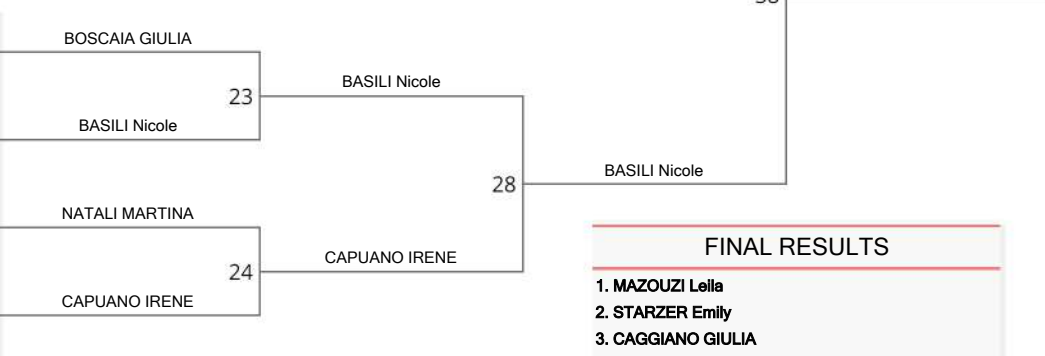 BOSCAIA GIULIA
23
BASILI Nicole
BASILI Nicole
NATALI MARTINA
24
CAPUANO IRENE
CAPUANO IRENE
28
BASILI Nicole
FINAL RESULTS
1. MAZOUZI Leila
2. STARZER Emily
3. CAGGIANO GIULIA